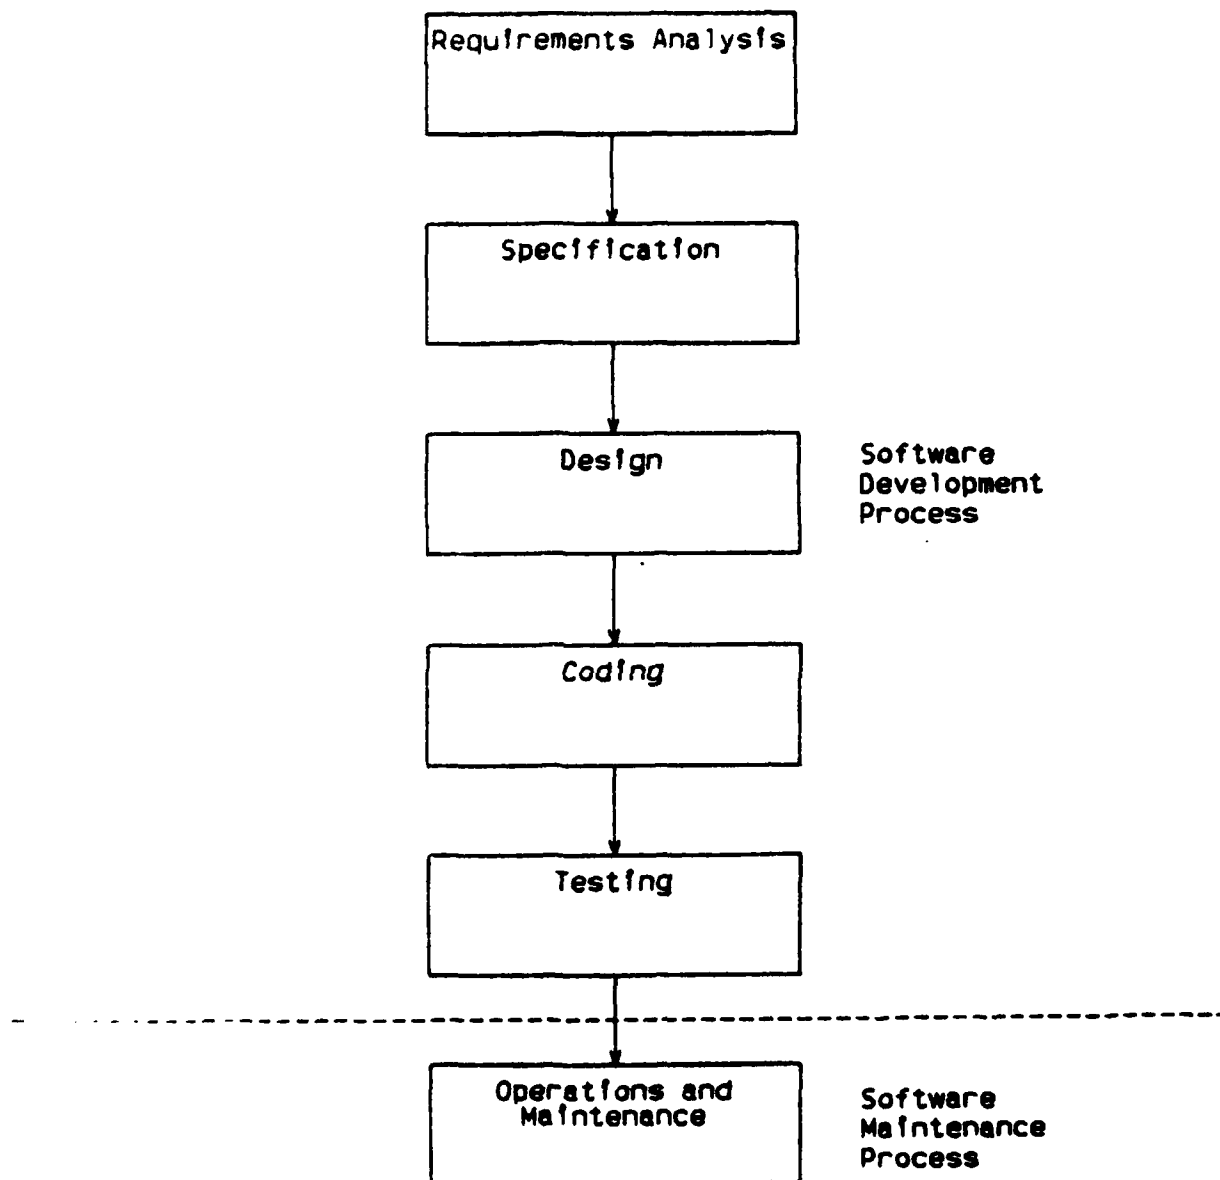 Requirements Analysis
Specification
Design
Software
Development
Process
Coding
Testing
Operations and
Maintenance
Software
Maintenance
Process